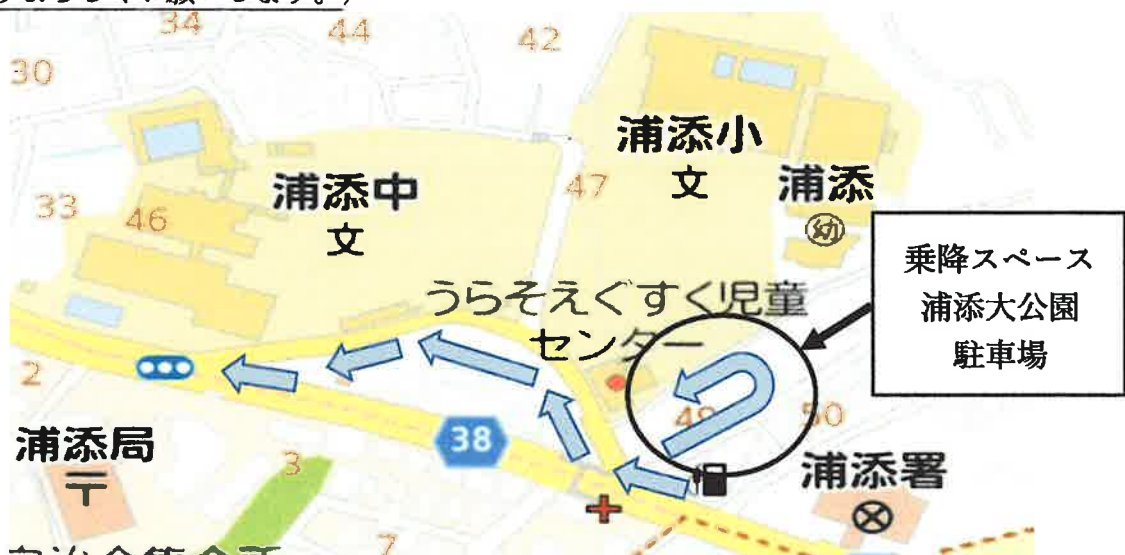 34
44
42
30
浦添小
文
47
浦添
幼
浦添中
文
33
46
乗降スペース
浦添大公園
駐車場
うらそえぐすく児童
センター
2
49
50
38
浦添局
〒
3
浦添署
7